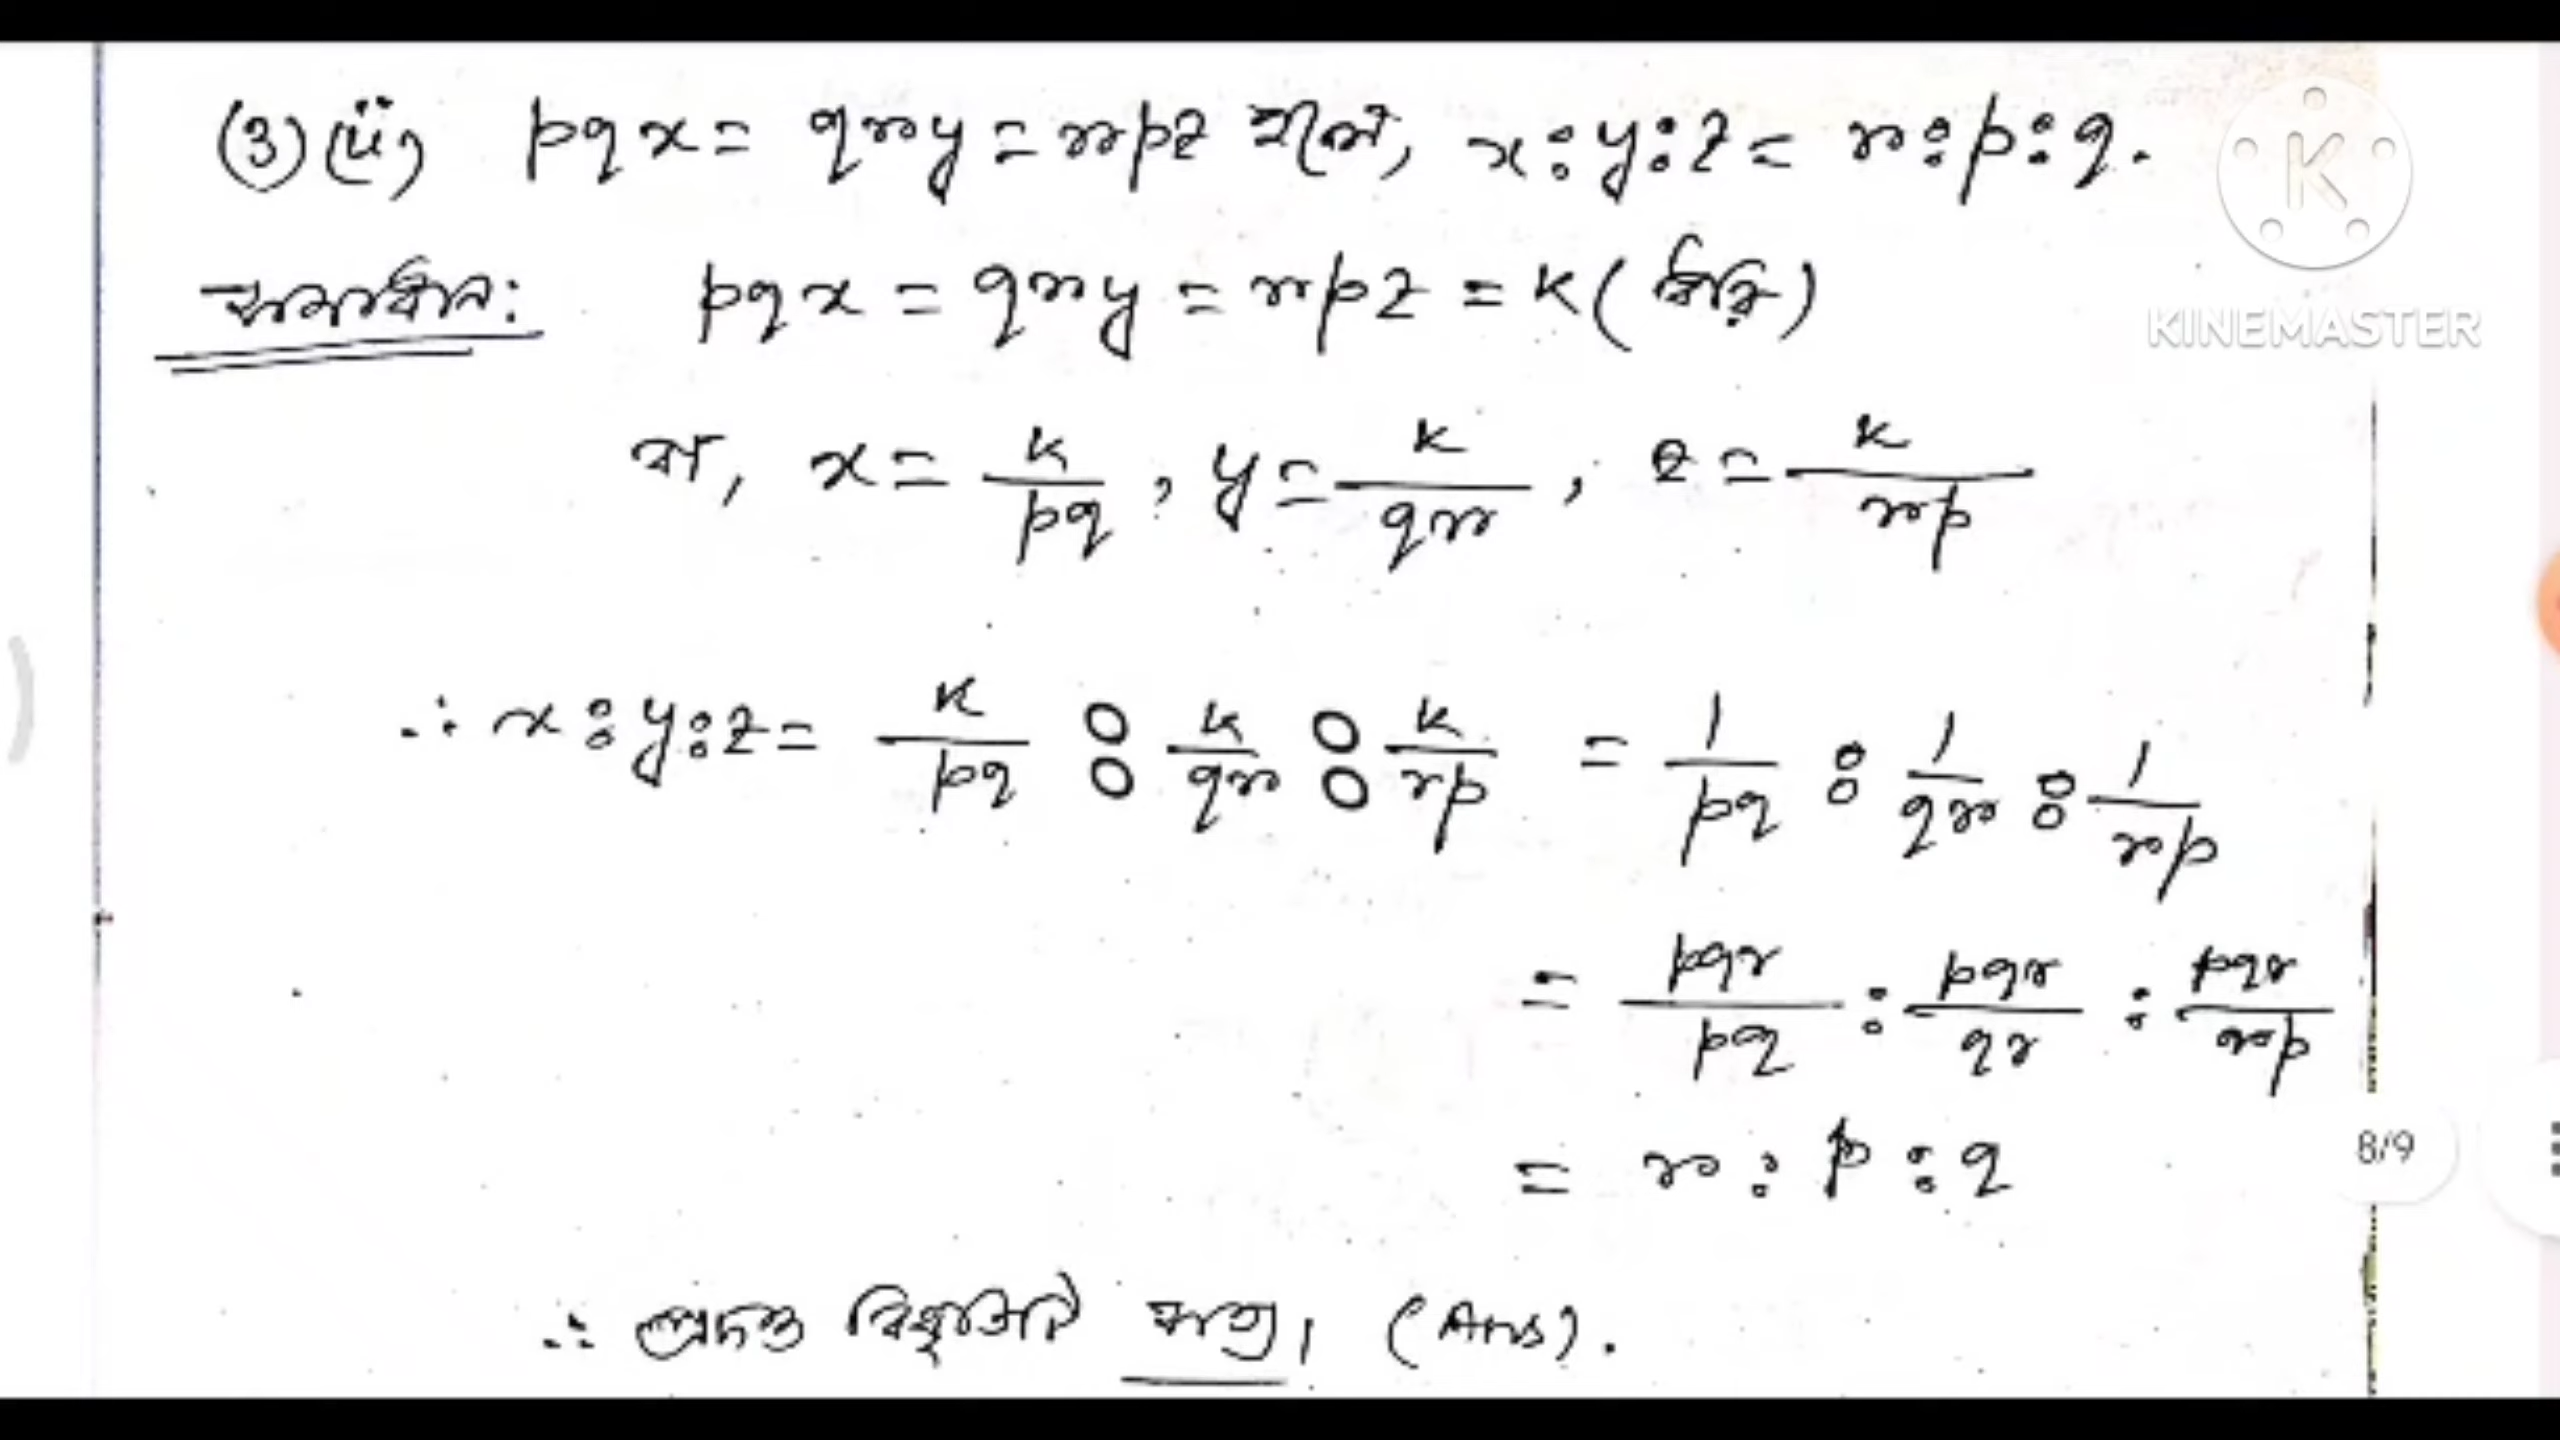 (3)(ii) pqx = qry = rpz হলে, x:y:z = r:p:q.
সমাধান: pqx = qry = rpz = K (ধরি)
বা, x = K/pq, y = K/qr, z = K/rp
∴ x:y:z = K/pq : K/qr : K/rp = 1/pq : 1/qr : 1/rp
= pqr/pq : pqr/qr : pqr/rp
= r : p : q
∴ প্রদত্ত বিবৃতিটি সত্য। (Ans).
K
KINEMASTER
8/9